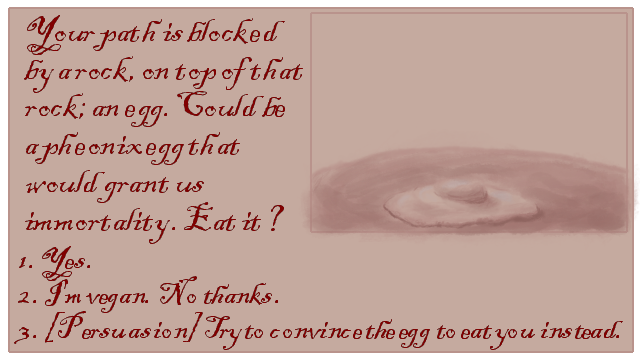 Your path is blocked
by a rock, on top of that
rock; an egg. Could be
a pheonix egg that
would grant us
immortality. Eat it ?
1. Yes.
2. I'm vegan. No thanks.
3. [Persuasion] Try to convince the egg to eat you instead.